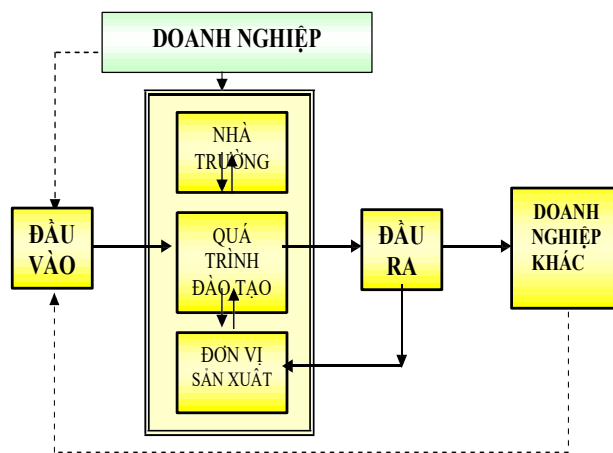 DOANH NGHIỆP
NHÀ
TRƯỜNG
ĐẦU
VÀO
QUÁ
TRÌNH
ĐÀO TẠO
ĐẦU
RA
DOANH
NGHIỆP
KHÁC
ĐƠN VỊ
SẢN XUẤT